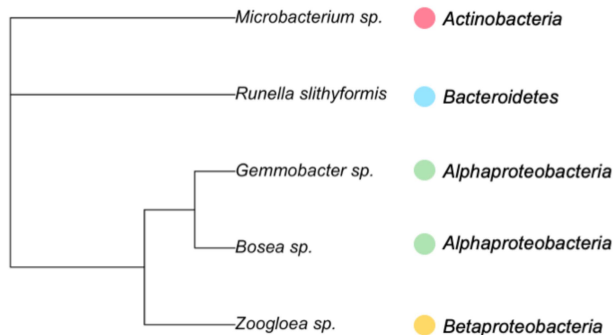 Microbacterium sp. Actinobacteria
Runella slithyformis Bacteroidetes
Gemmobacter sp. Alphaproteobacteria
Bosea sp. Alphaproteobacteria
Zoogloea sp. Betaproteobacteria